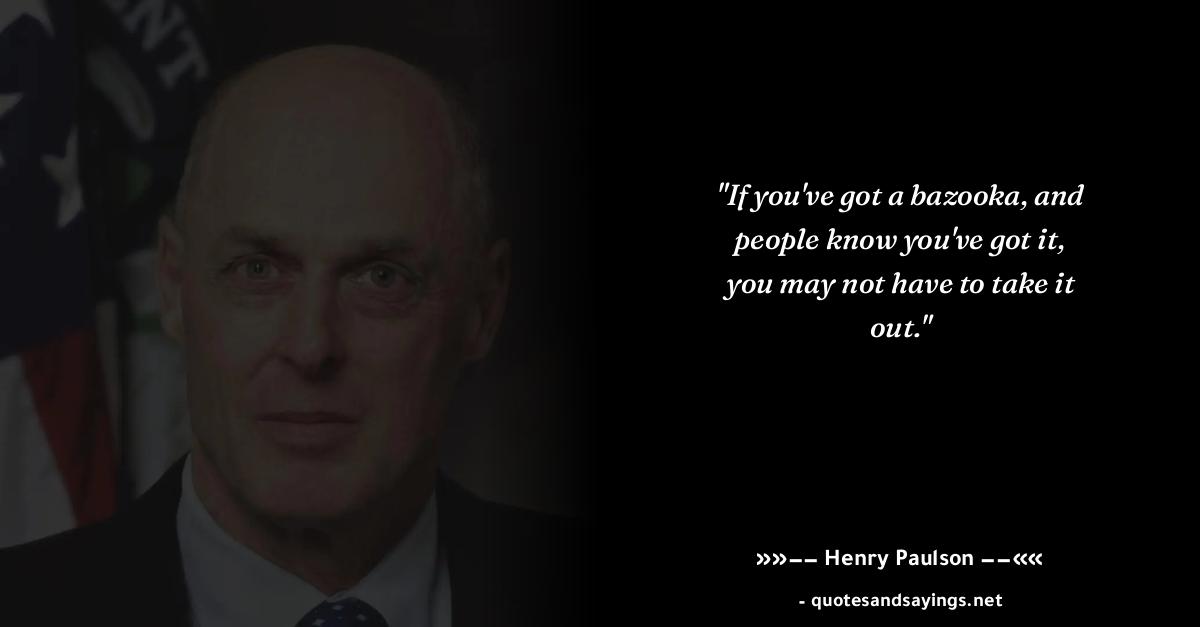 ENT
"If you've got a bazooka, and
people know you've got it,
you may not have to take it
out."
»»–– Henry Paulson ––««
- quotesandsayings.net